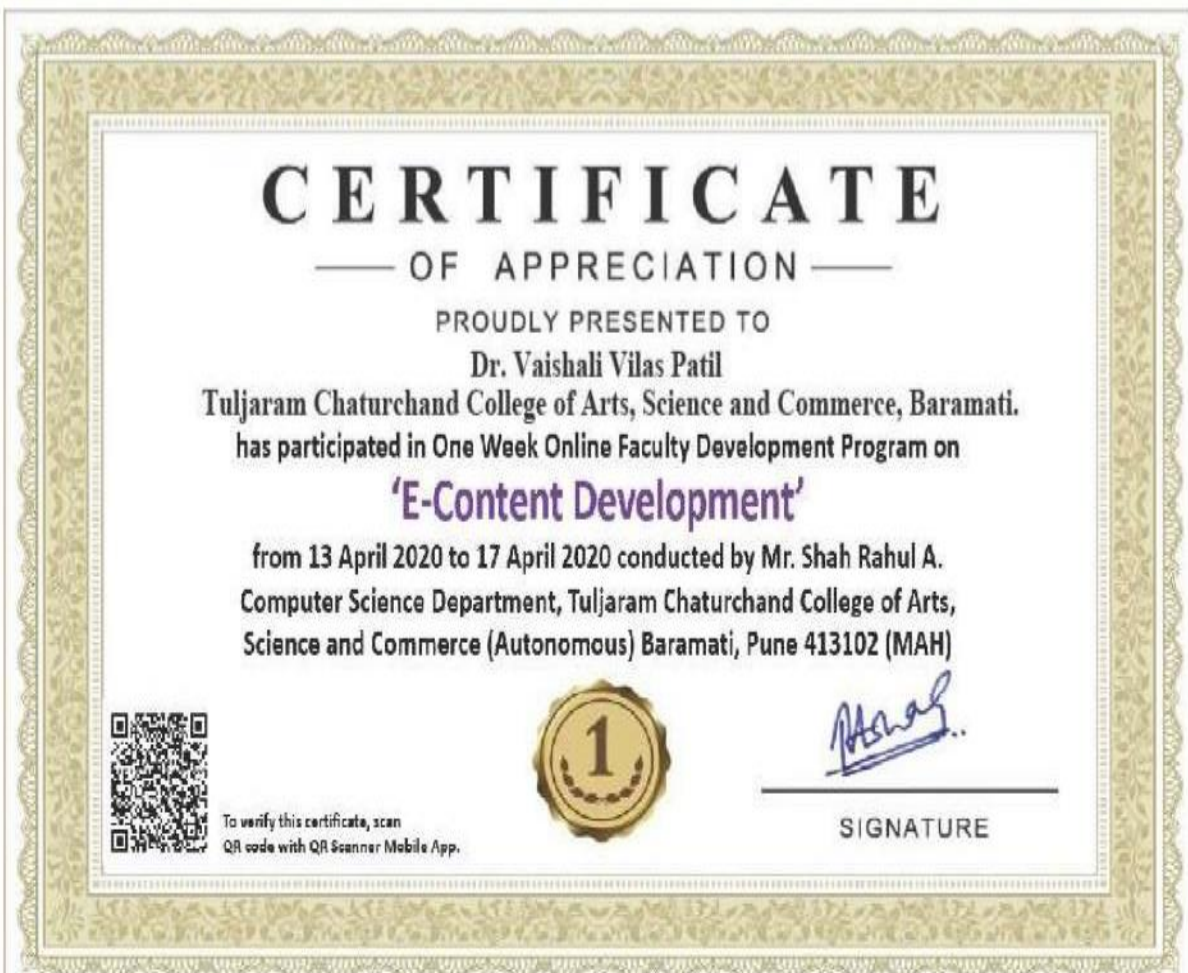 CERTIFICATE
OF APPRECIATION
PROUDLY PRESENTED TO
Dr. Vaishali Vilas Patil
Tuljaram Chaturchand College of Arts, Science and Commerce, Baramati.
has participated in One Week Online Faculty Development Program on
‘E-Content Development’
from 13 April 2020 to 17 April 2020 conducted by Mr. Shah Rahul A.
Computer Science Department, Tuljaram Chaturchand College of Arts,
Science and Commerce (Autonomous) Baramati, Pune 413102 (MAH)
1
To verify this certificate, scan
QR code with QR Scanner Mobile App.
SIGNATURE